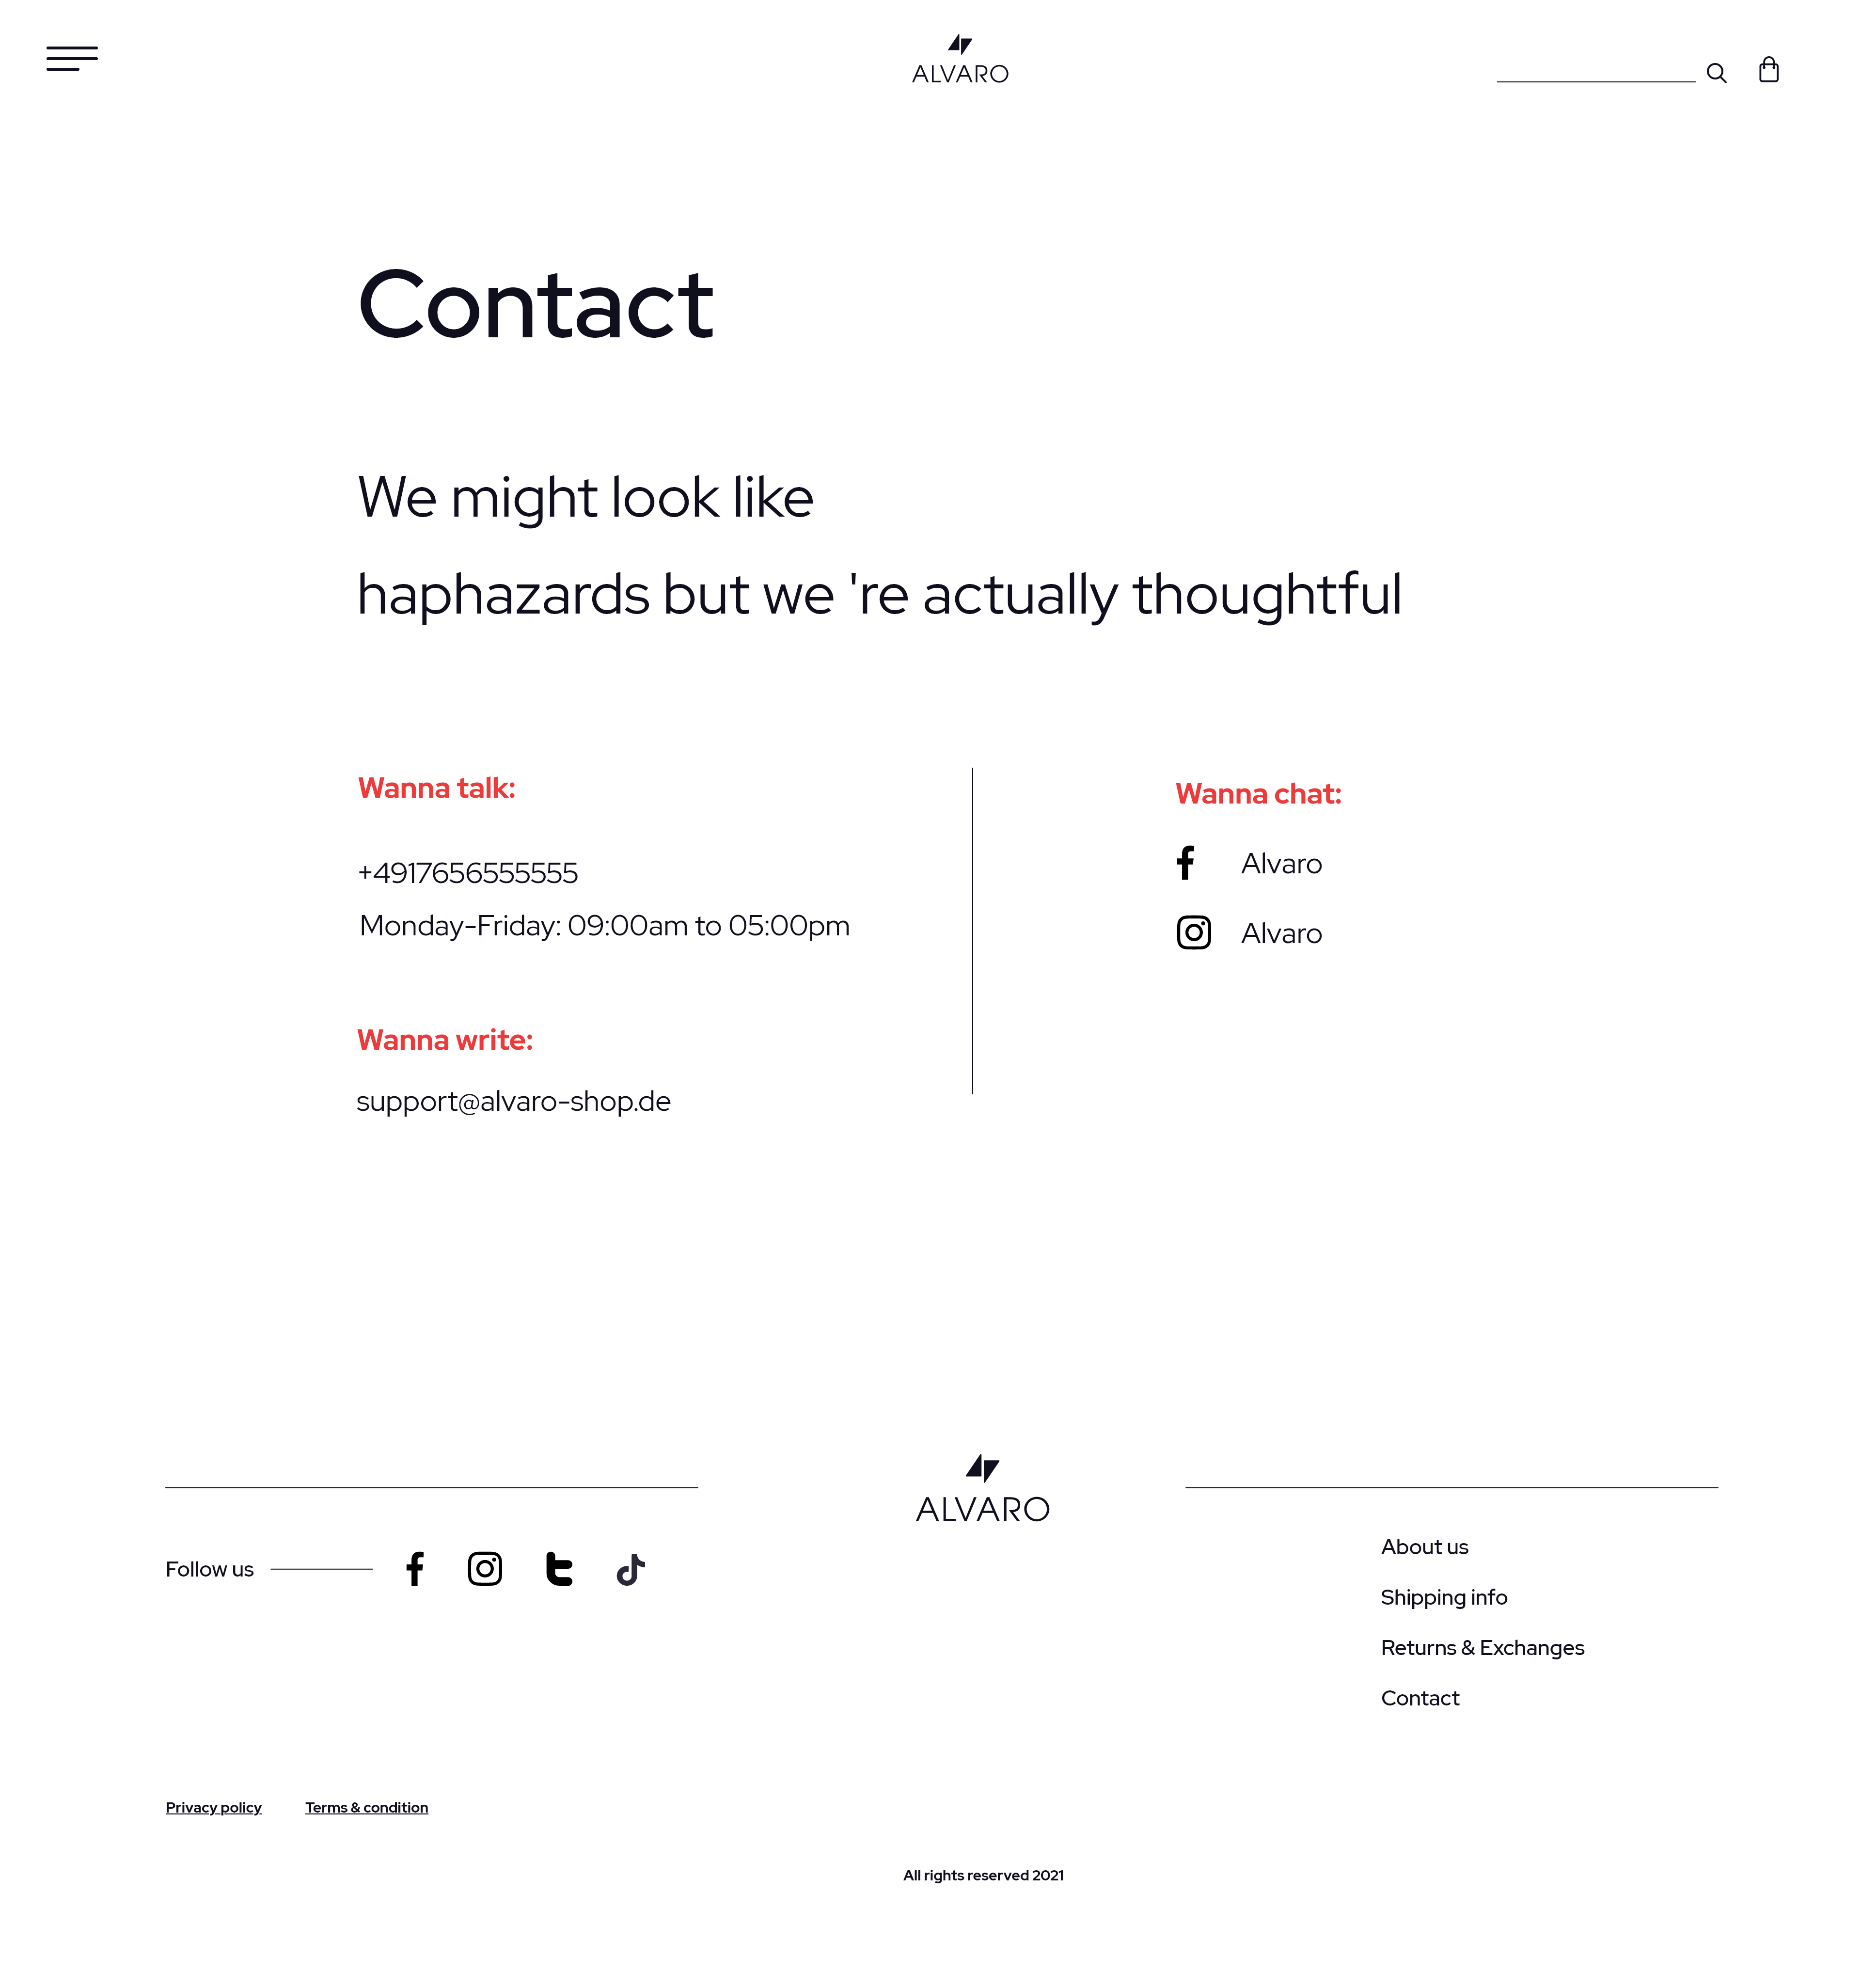 ALVARO
Contact
We might look like
haphazards but we 're actually thoughtful
Wanna talk:
+4917656555555
Monday-Friday: 09:00am to 05:00pm
Wanna write:
support@alvaro-shop.de
Wanna chat:
Alvaro
Alvaro
ALVARO
Follow us
About us
Shipping info
Returns & Exchanges
Contact
Privacy policy
Terms & condition
All rights reserved 2021